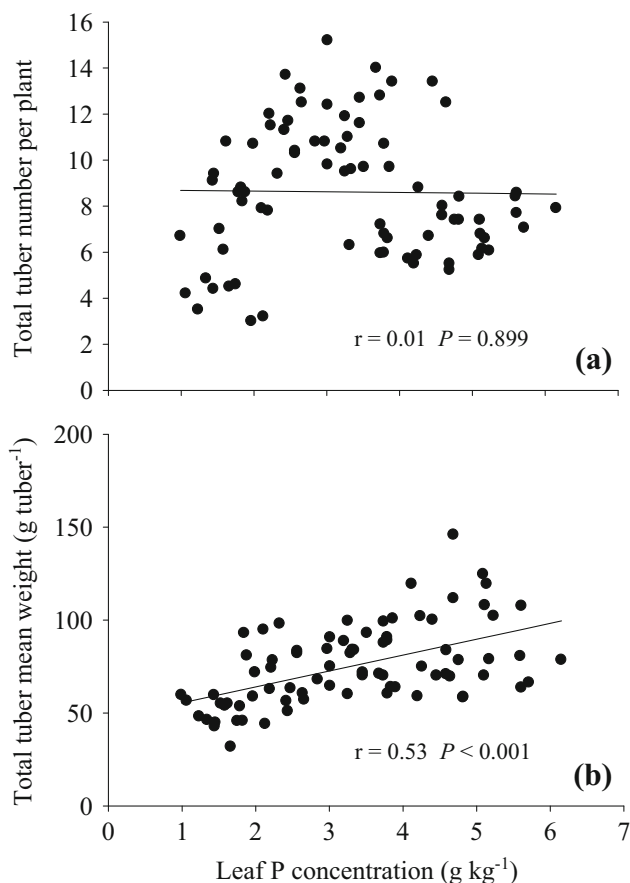 16
14
12
10
8
6
4
2
0
Total tuber number per plant
r = 0.01 P = 0.899
(a)
200
150
100
50
0
Total tuber mean weight (g tuber⁻¹)
r = 0.53 P < 0.001
(b)
0 1 2 3 4 5 6 7
Leaf P concentration (g kg⁻¹)